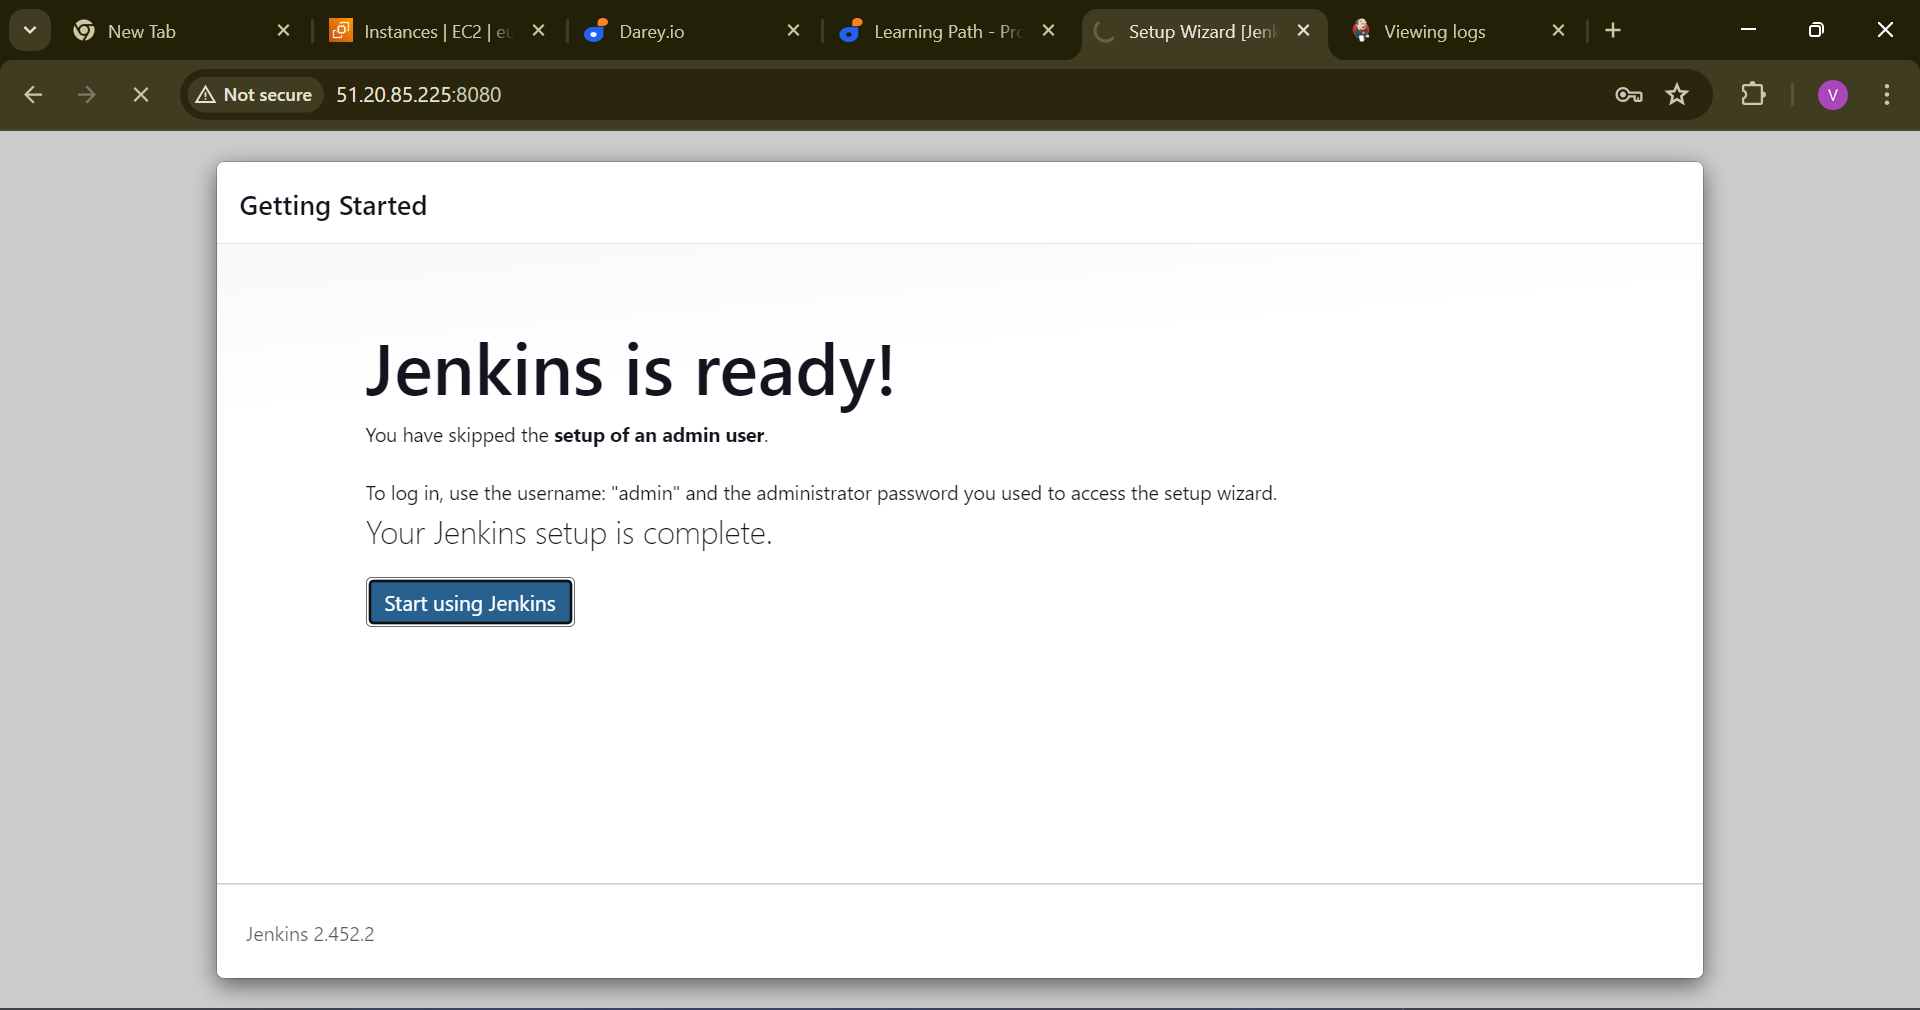 New Tab
Instances | EC2 | eu
Darey.io
Learning Path - Pro
Setup Wizard [Jenk
Viewing logs
Not secure
51.20.85.225:8080
V
Getting Started
Jenkins is ready!
You have skipped the setup of an admin user.
To log in, use the username: "admin" and the administrator password you used to access the setup wizard.
Your Jenkins setup is complete.
Start using Jenkins
Jenkins 2.452.2